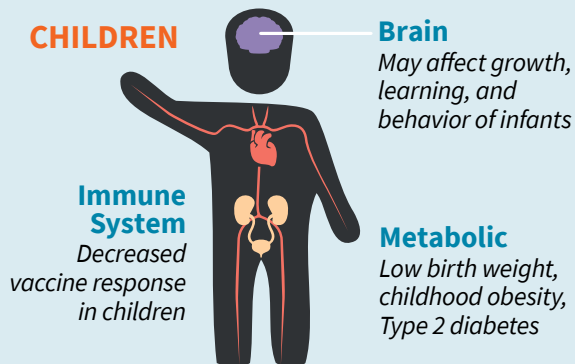 CHILDREN
Brain
May affect growth,
learning, and
behavior of infants
Immune
System
Decreased
vaccine response
in children
Metabolic
Low birth weight,
childhood obesity,
Type 2 diabetes